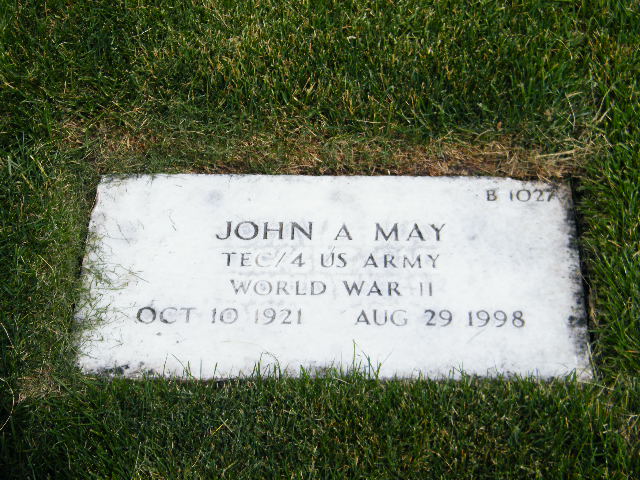 B 1027
JOHN A MAY
TEC/4 US ARMY
WORLD WAR II
OCT 10 1921 AUG 29 1998